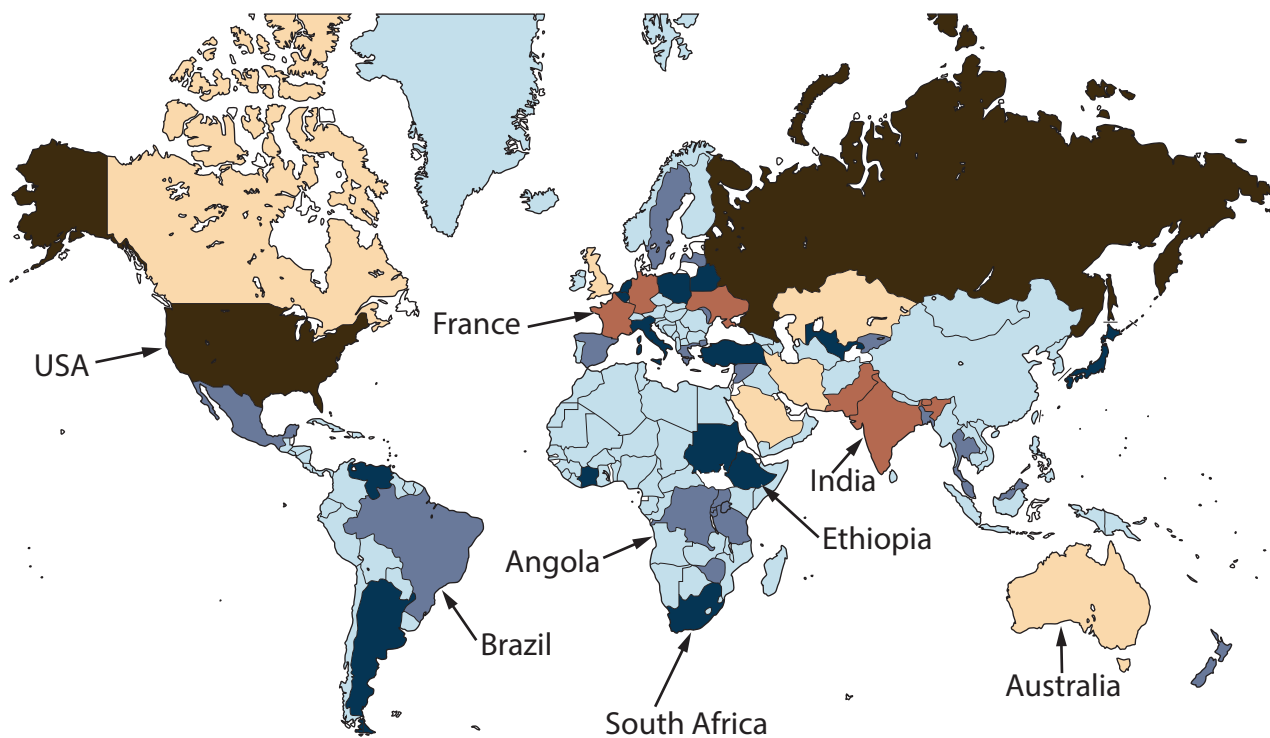 France
USA
India
Ethiopia
Angola
Brazil
Australia
South Africa